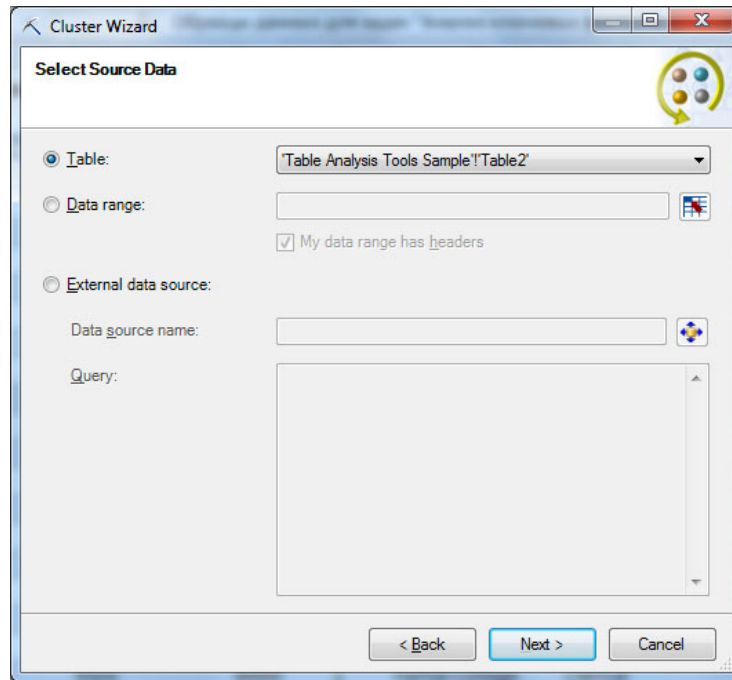 Cluster Wizard
Select Source Data
Table:
'Table Analysis Tools Sample'!'Table2'
Data range:
My data range has headers
External data source:
Data source name:
Query:
< Back
Next >
Cancel